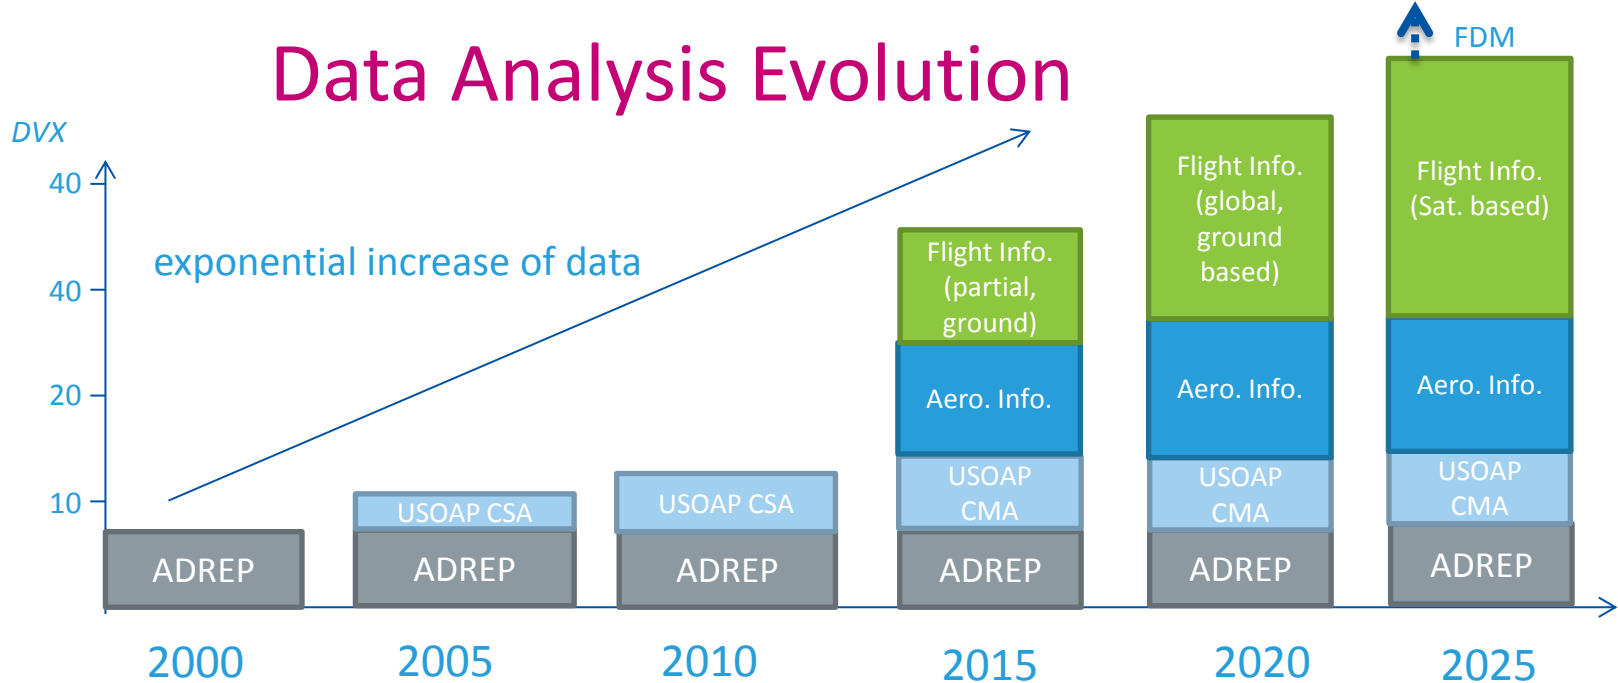 Data Analysis Evolution
FDM
DVX
40
40
20
10
exponential increase of data
ADREP
USOAP CSA
ADREP
USOAP CSA
ADREP
Flight Info.
(partial,
ground)
Aero. Info.
USOAP
CMA
ADREP
Flight Info.
(global,
ground
based)
Aero. Info.
USOAP
CMA
ADREP
Flight Info.
(Sat. based)
Aero. Info.
USOAP
CMA
ADREP
2000
2005
2010
2015
2020
2025